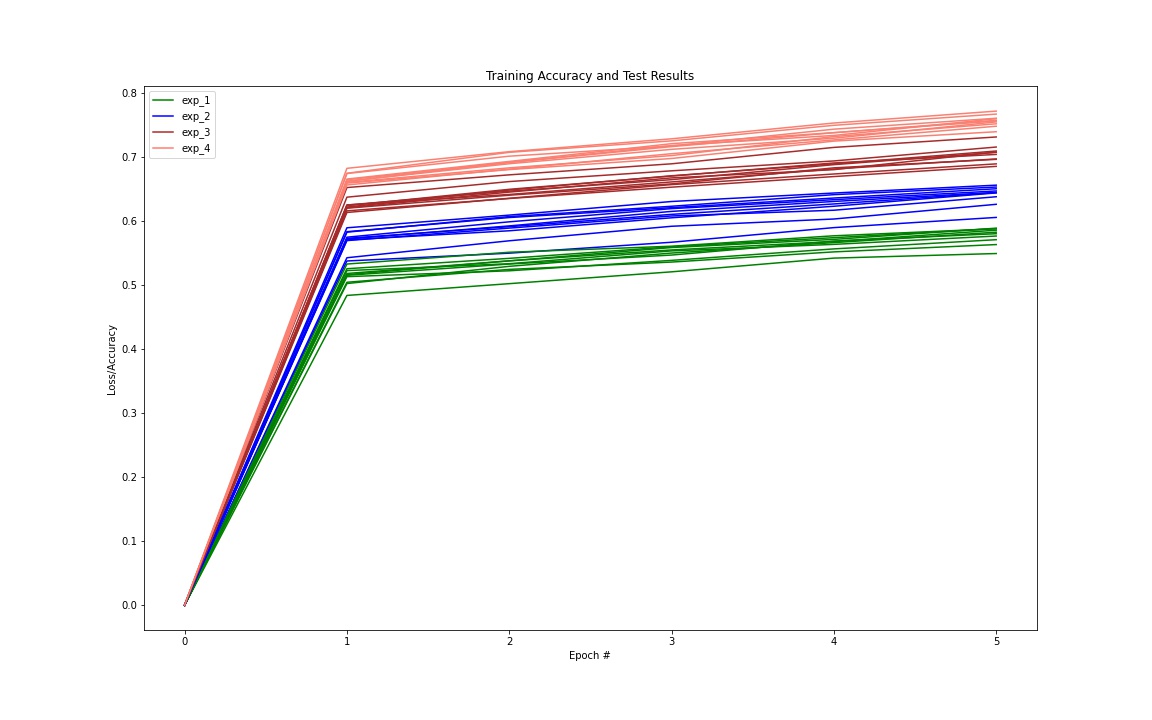 Training Accuracy and Test Results
exp_1
exp_2
exp_3
exp_4
Loss/Accuracy
0.8
0.7
0.6
0.5
0.4
0.3
0.2
0.1
0.0
0 1 2 3 4 5
Epoch #